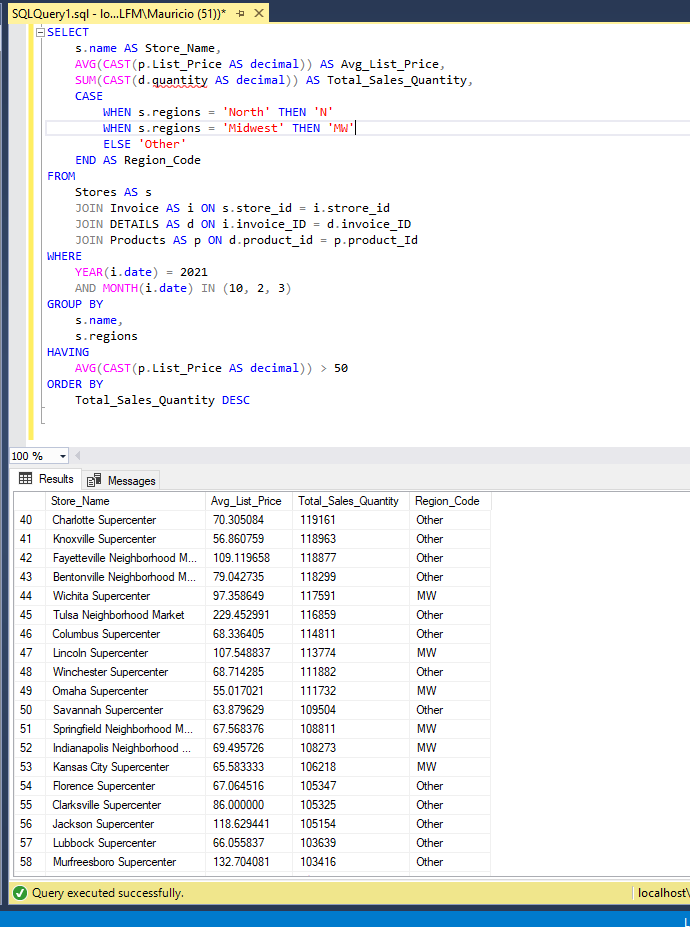 SQLQuery1.sql - lo...LFM\Mauricio (51))*
SELECT
s.name AS Store_Name,
AVG(CAST(p.List_Price AS decimal)) AS Avg_List_Price,
SUM(CAST(d.quantity AS decimal)) AS Total_Sales_Quantity,
CASE
WHEN s.regions = 'North' THEN 'N'
WHEN s.regions = 'Midwest' THEN 'MW'
ELSE 'Other'
END AS Region_Code
FROM
Stores AS s
JOIN Invoice AS i ON s.store_id = i.strore_id
JOIN DETAILS AS d ON i.invoice_ID = d.invoice_ID
JOIN Products AS p ON d.product_id = p.product_Id
WHERE
YEAR(i.date) = 2021
AND MONTH(i.date) IN (10, 2, 3)
GROUP BY
s.name,
s.regions
HAVING
AVG(CAST(p.List_Price AS decimal)) > 50
ORDER BY
Total_Sales_Quantity DESC
100 %
Results Messages
Store_Name Avg_List_Price Total_Sales_Quantity Region_Code
40 Charlotte Supercenter 70.305084 119161 Other
41 Knoxville Supercenter 56.860759 118963 Other
42 Fayetteville Neighborhood M... 109.119658 118877 Other
43 Bentonville Neighborhood M... 79.042735 118299 Other
44 Wichita Supercenter 97.358649 117591 MW
45 Tulsa Neighborhood Market 229.452991 116859 Other
46 Columbus Supercenter 68.336405 114811 Other
47 Lincoln Supercenter 107.548837 113774 MW
48 Winchester Supercenter 68.714285 111882 Other
49 Omaha Supercenter 55.017021 111732 MW
50 Savannah Supercenter 63.879629 109504 Other
51 Springfield Neighborhood M... 67.568376 108811 MW
52 Indianapolis Neighborhood ... 69.495726 108273 MW
53 Kansas City Supercenter 65.583333 106218 MW
54 Florence Supercenter 67.064516 105347 Other
55 Clarksville Supercenter 86.000000 105325 Other
56 Jackson Supercenter 118.629441 105154 Other
57 Lubbock Supercenter 66.055837 103639 Other
58 Murfreesboro Supercenter 132.704081 103416 Other
Query executed successfully. localhost\